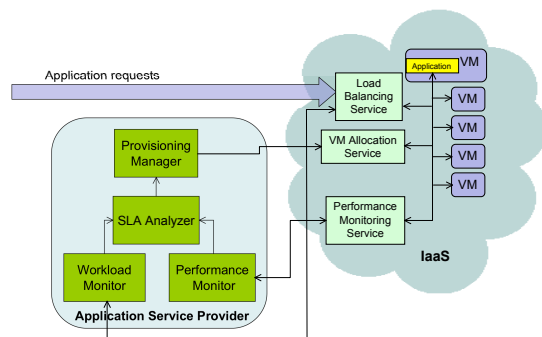 Application requests
Application
VM
Load
Balancing
Service
VM
VM
VM
VM
VM Allocation
Service
Performance
Monitoring
Service
IaaS
Provisioning
Manager
SLA Analyzer
Workload
Monitor
Performance
Monitor
Application Service Provider